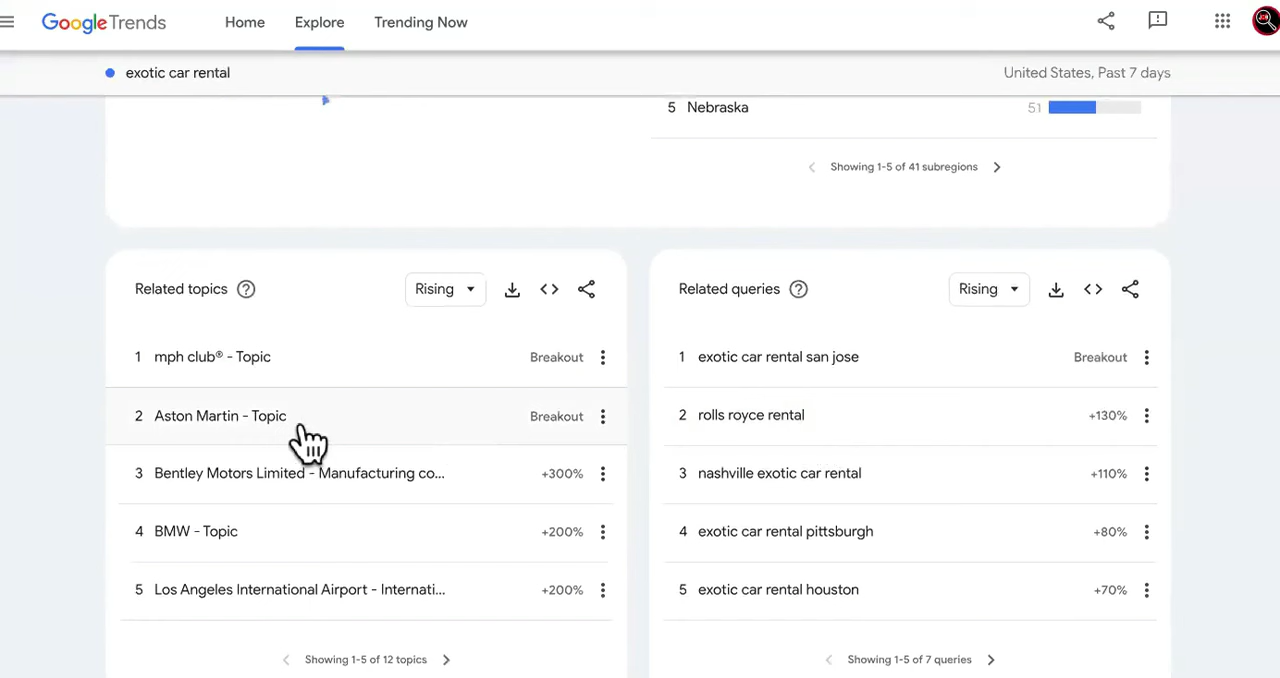 Google Trends Home Explore Trending Now
exotic car rental United States, Past 7 days
5 Nebraska 51
Showing 1-5 of 41 subregions
Related topics Rising
1 mph club® - Topic Breakout
2 Aston Martin - Topic Breakout
3 Bentley Motors Limited - Manufacturing co... +300%
4 BMW - Topic +200%
5 Los Angeles International Airport - Internati... +200%
Showing 1-5 of 12 topics
Related queries Rising
1 exotic car rental san jose Breakout
2 rolls royce rental +130%
3 nashville exotic car rental +110%
4 exotic car rental pittsburgh +80%
5 exotic car rental houston +70%
Showing 1-5 of 7 queries